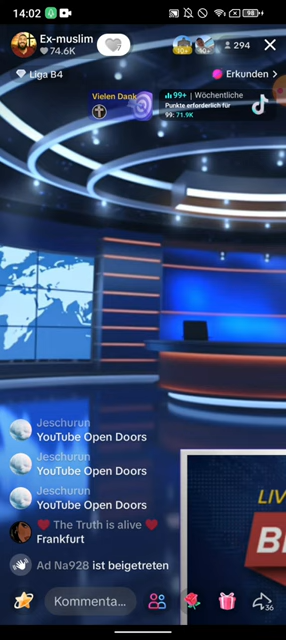 14:02
98
Ex-muslim
74.6K
294
Liga B4
Erkunden >
Vielen Dank
99+ | Wöchentliche
Punkte erforderlich für
99: 71.9K
Jeschurun
YouTube Open Doors
Jeschurun
YouTube Open Doors
Jeschurun
YouTube Open Doors
The Truth is alive
Frankfurt
LIV
B
Ad Na928 ist beigetreten
Kommenta...
36